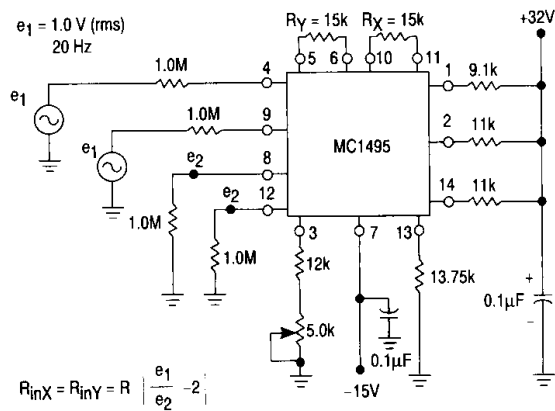 e1 = 1.0 V (rms)
20 Hz
RY = 15k
RX = 15k
+32V
5
6
10
11
1.0M
4
1
9.1k
e1
1.0M
9
2
11k
e1
e2
8
MC1495
e2
12
14
11k
1.0M
1.0M
3
7
13
12k
13.75k
+
0.1µF
–
5.0k
0.1µF
–15V
RinX = RinY = R | e1 / e2 –2 |